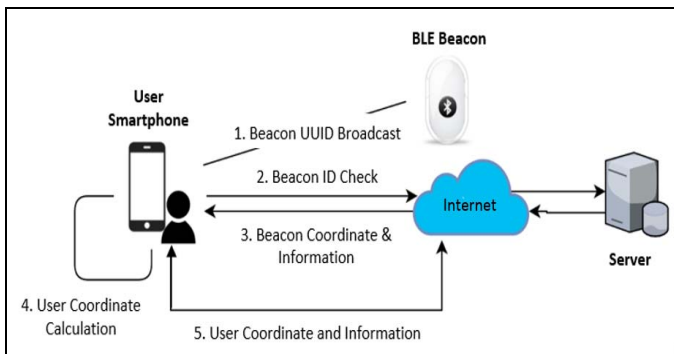 BLE Beacon
User
Smartphone
1. Beacon UUID Broadcast
2. Beacon ID Check
Internet
3. Beacon Coordinate &
Information
Server
4. User Coordinate
Calculation
5. User Coordinate and Information